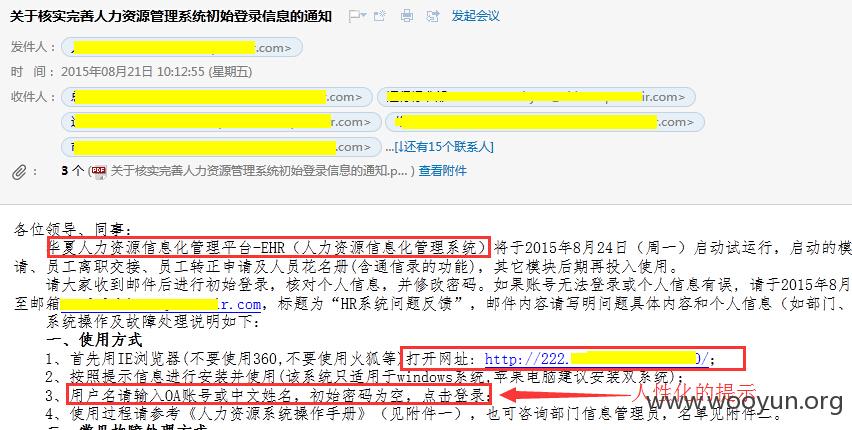 关于核实完善人力资源管理系统初始登录信息的通知 发起会议
发件人： .com>
时 间： 2015年08月21日 10:12:55 (星期五)
收件人： .com> ir.com>
.com> .com>
.com> ...[还有15个联系人]
3 个 ( 关于核实完善人力资源管理系统初始登录信息的通知.p... ) 查看附件
各位领导、同事：
华夏人力资源信息化管理平台-EHR（人力资源信息化管理系统）将于2015年8月24日（周一）启动试运行，启动的模
请、员工离职交接、员工转正申请及人员花名册(含通信录的功能)，其它模块后期再投入使用。
请大家收到邮件后进行初始登录，核对个人信息，并修改密码。如果账号无法登录或个人信息有误，请于2015年8月
至邮箱 ir.com，标题为“HR系统问题反馈”，邮件内容请写明问题具体内容和个人信息（如部门、
系统操作及故障处理说明如下：
一、使用方式
1、首先用IE浏览器(不要使用360,不要使用火狐等)打开网址：http://222. 0/；
2、按照提示信息进行安装并使用(该系统只适用于windows系统,苹果电脑建议安装双系统)；
3、用户名请输入OA账号或中文姓名，初始密码为空，点击登录； 人性化的提示
4、使用过程请参考《人力资源系统操作手册》（见附件一），也可咨询部门信息管理员，名单见附件二。
www.wooyun.org